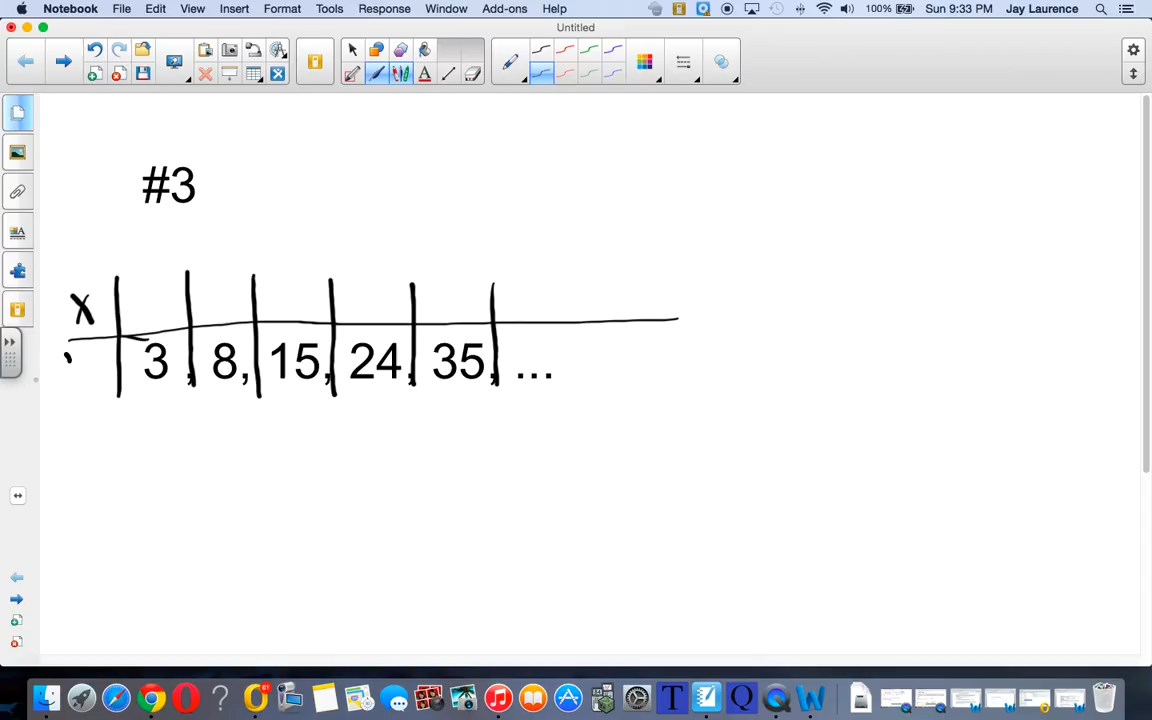 Notebook File Edit View Insert Format Tools Response Window Add-ons Help 100% Sun 9:33 PM Jay Laurence
Untitled
#3
x
3, 8, 15, 24, 35, ...